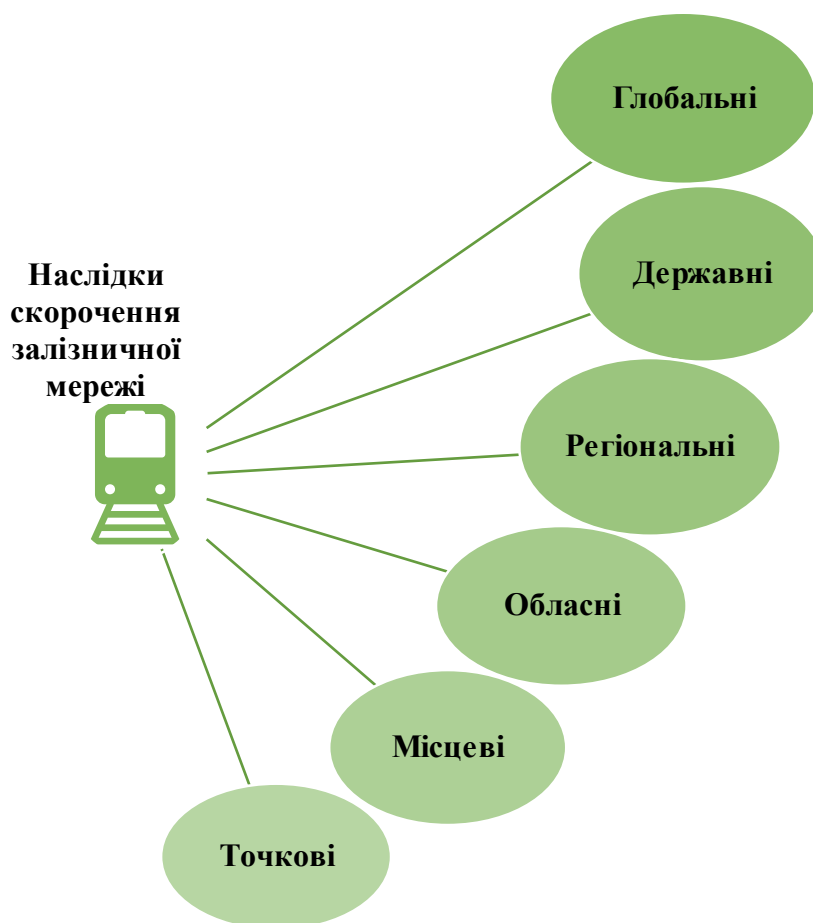 Глобальні
Державні
Наслідки
скорочення
залізничної
мережі
Регіональні
Обласні
Місцеві
Точкові